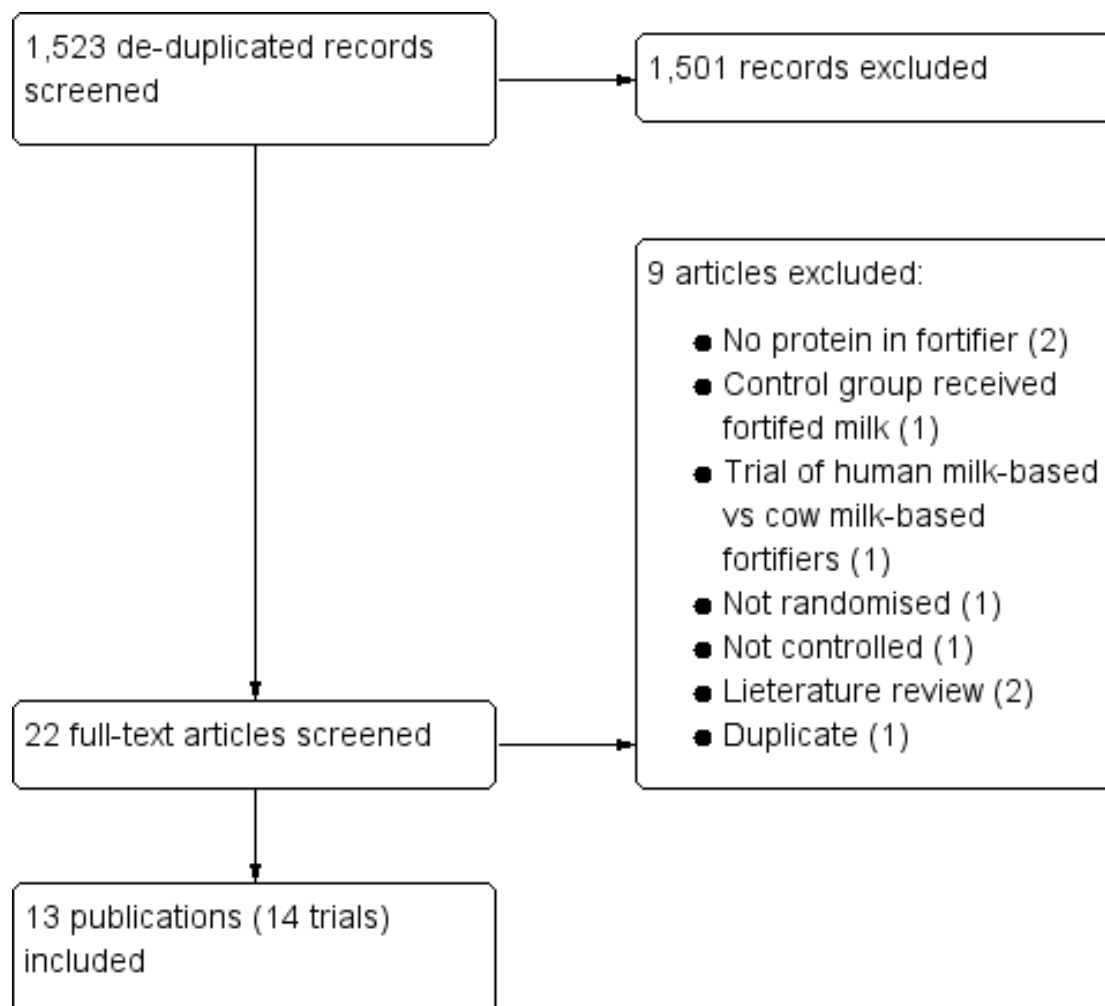 1,523 de-duplicated records
screened
1,501 records excluded
9 articles excluded:
● No protein in fortifier (2)
● Control group received
fortifed milk (1)
● Trial of human milk-based
vs cow milk-based
fortifiers (1)
● Not randomised (1)
● Not controlled (1)
● Lieterature review (2)
● Duplicate (1)
22 full-text articles screened
13 publications (14 trials)
included